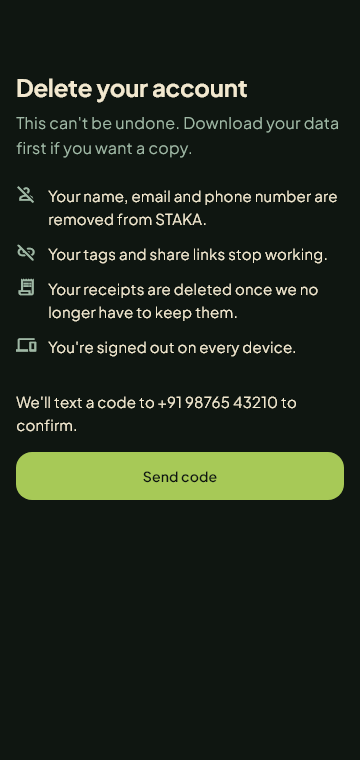 Delete your account
This can't be undone. Download your data
first if you want a copy.
Your name, email and phone number are
removed from STAKA.
Your tags and share links stop working.
Your receipts are deleted once we no
longer have to keep them.
You're signed out on every device.
We'll text a code to +91 98765 43210 to
confirm.
Send code